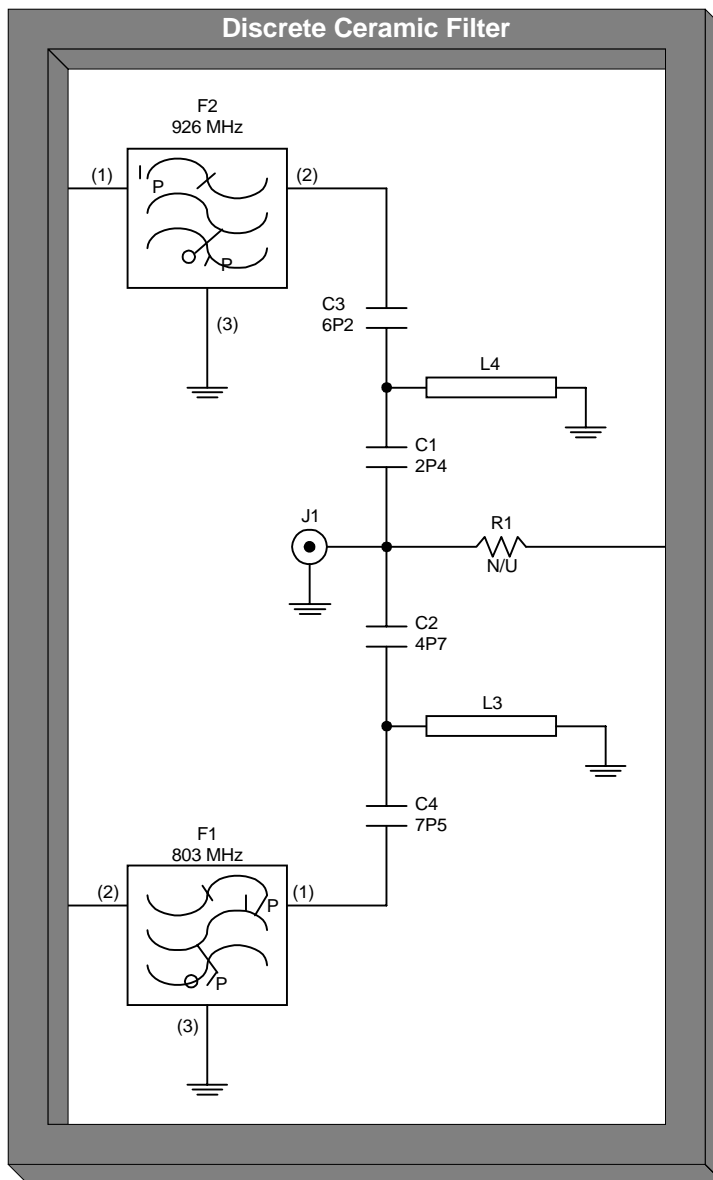 Discrete Ceramic Filter
F2
926 MHz
(1)
I
P
(2)
P
(3)
C3
6P2
L4
C1
2P4
J1
R1
N/U
C2
4P7
L3
C4
7P5
F1
803 MHz
(2)
I P
(1)
P
(3)